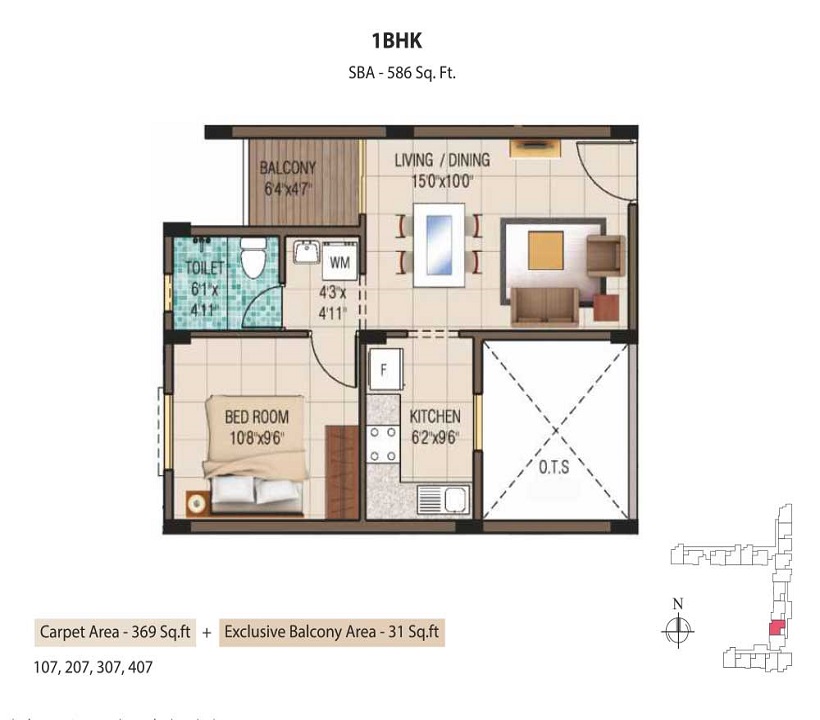 1BHK
SBA - 586 Sq. Ft.
BALCONY
6'4"x4'7"
LIVING / DINING
15'0"x10'0"
TOILET
6'1"x
4'11"
WM
4'3"x
4'11"
F
BED ROOM
10'8"x9'6"
KITCHEN
6'2"x9'6"
O.T.S
N
Carpet Area - 369 Sq.ft + Exclusive Balcony Area - 31 Sq.ft
107, 207, 307, 407